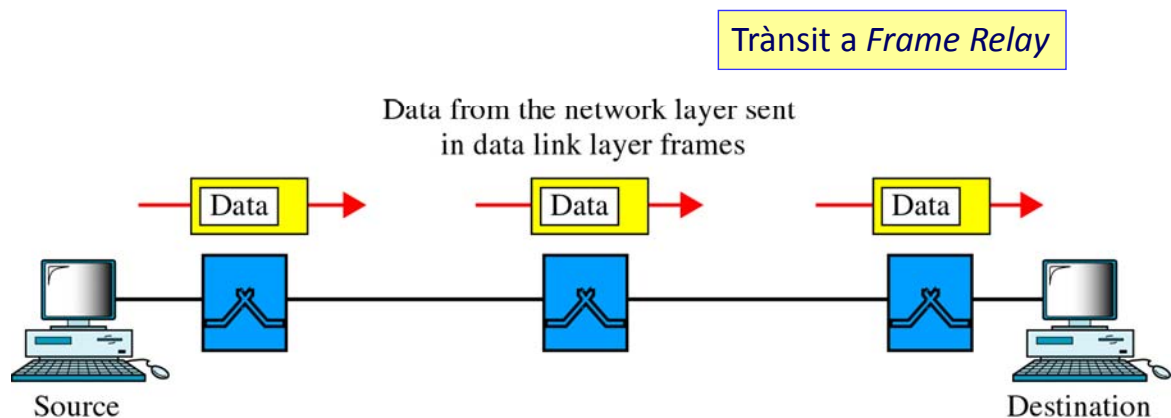 Trànsit a Frame Relay
Data from the network layer sent
in data link layer frames
Data
Data
Data
Source
Destination